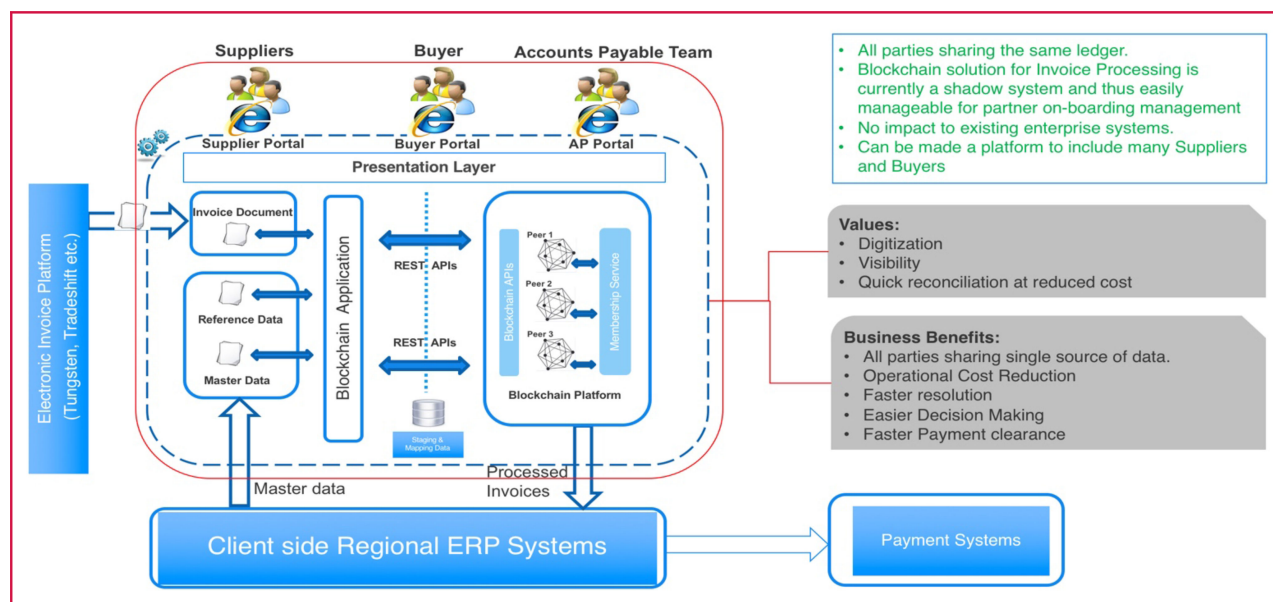 Suppliers
Buyer
Accounts Payable Team
Supplier Portal
Buyer Portal
AP Portal
Presentation Layer
Electronic Invoice Platform
(Tungsten, Tradeshift etc.)
Invoice Document
Reference Data
Master Data
Blockchain Application
REST APIs
REST APIs
Staging &
Mapping Data
Blockchain APIs
Peer 1
Peer 2
Peer 3
Membership Service
Blockchain Platform
Master data
Processed
Invoices
Client side Regional ERP Systems
Payment Systems
• All parties sharing the same ledger.
• Blockchain solution for Invoice Processing is
currently a shadow system and thus easily
manageable for partner on-boarding management
• No impact to existing enterprise systems.
• Can be made a platform to include many Suppliers
and Buyers
Values:
• Digitization
• Visibility
• Quick reconciliation at reduced cost
Business Benefits:
• All parties sharing single source of data.
• Operational Cost Reduction
• Faster resolution
• Easier Decision Making
• Faster Payment clearance